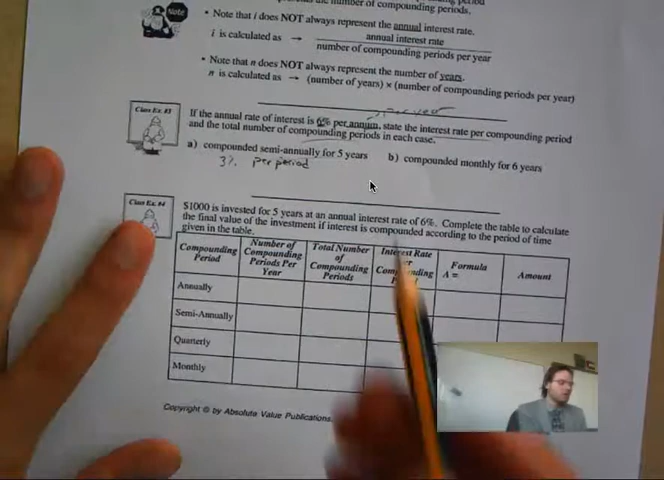 the number of compounding periods.
Note
• Note that i does NOT always represent the annual interest rate.
i is calculated as → annual interest rate
number of compounding periods per year
• Note that n does NOT always represent the number of years.
n is calculated as → (number of years) × (number of compounding periods per year)
Class Ex. #3
If the annual rate of interest is 6% per annum, state the interest rate per compounding period
and the total number of compounding periods in each case.
a) compounded semi-annually for 5 years
b) compounded monthly for 6 years
3% per period
Class Ex. #4
$1000 is invested for 5 years at an annual interest rate of 6%. Complete the table to calculate
the final value of the investment if interest is compounded according to the period of time
given in the table.
Compounding Period
Number of Compounding Periods Per Year
Total Number of Compounding Periods
Interest Rate
Formula A =
Amount
Annually
Semi-Annually
Quarterly
Monthly
Copyright © by Absolute Value Publications.